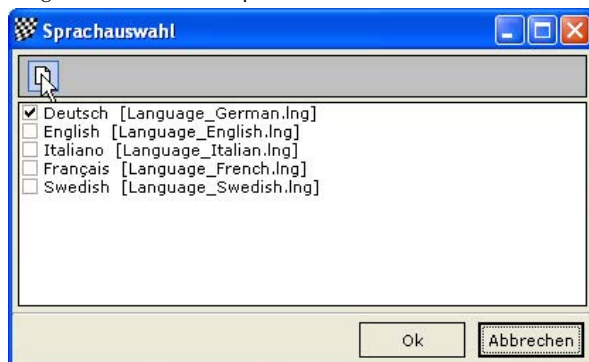 Sprachauswahl
Deutsch [Language_German.lng]
English [Language_English.lng]
Italiano [Language_Italian.lng]
Français [Language_French.lng]
Swedish [Language_Swedish.lng]
Ok Abbrechen